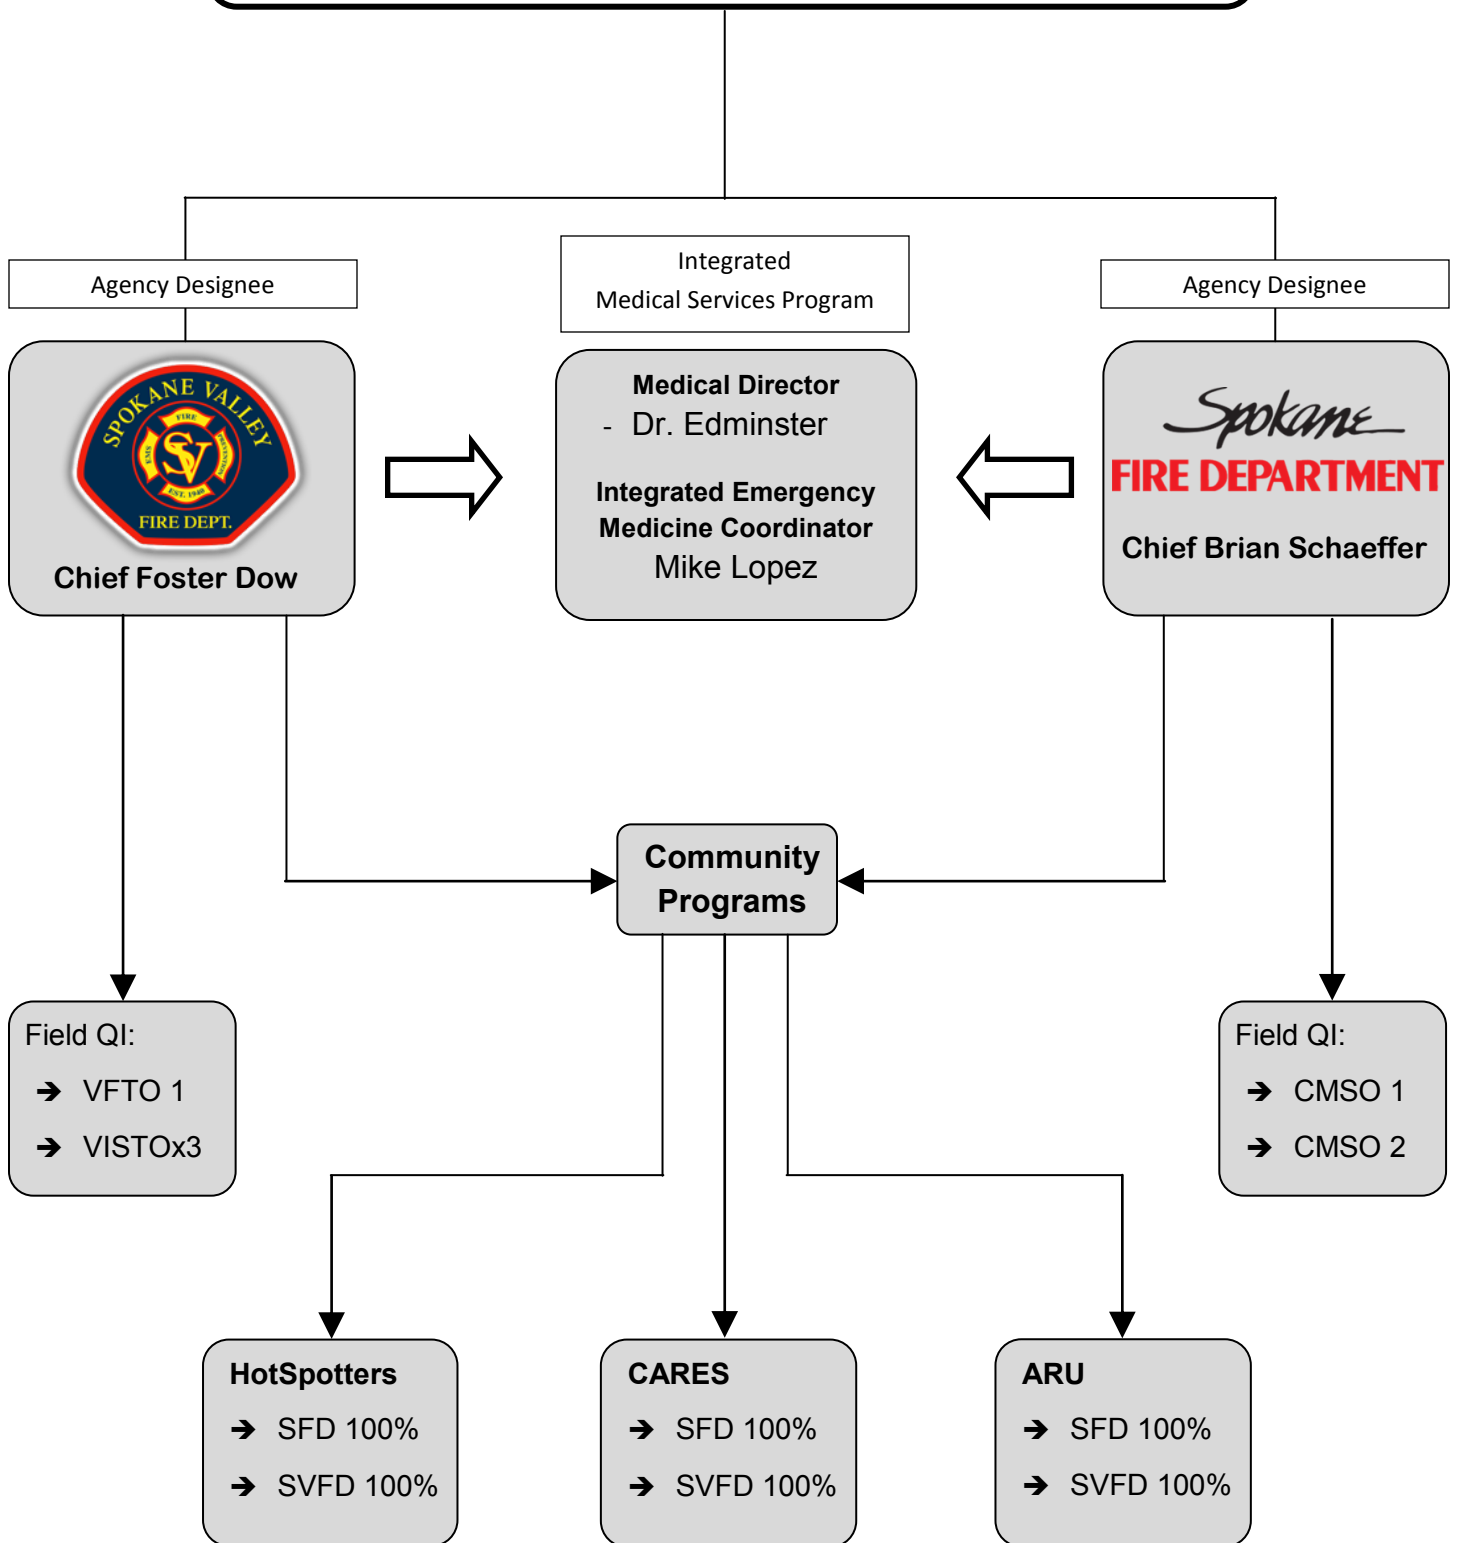 Agency Designee
Integrated
Medical Services Program
Agency Designee
SPOKANE VALLEY
FIRE
EMS
SV
PREVENTION
EST. 1940
FIRE DEPT.
Chief Foster Dow
Medical Director
- Dr. Edminster
Integrated Emergency
Medicine Coordinator
Mike Lopez
Spokane
FIRE DEPARTMENT
Chief Brian Schaeffer
Community
Programs
Field QI:
➔ VFTO 1
➔ VISTOx3
Field QI:
➔ CMSO 1
➔ CMSO 2
HotSpotters
➔ SFD 100%
➔ SVFD 100%
CARES
➔ SFD 100%
➔ SVFD 100%
ARU
➔ SFD 100%
➔ SVFD 100%